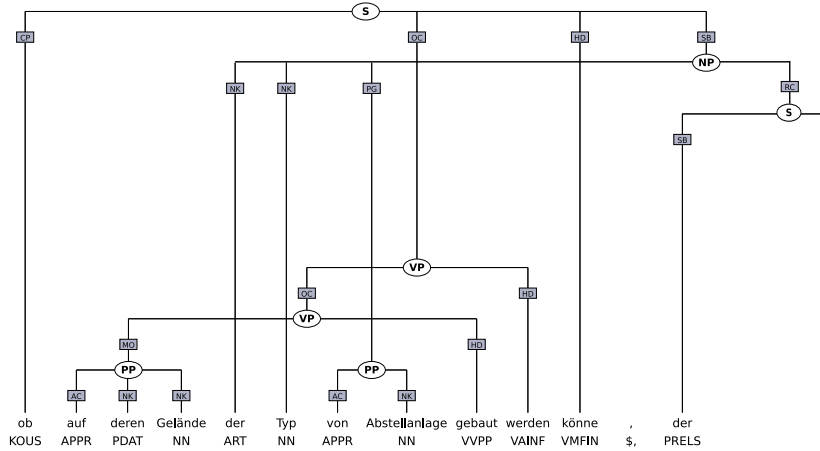 S
CP OC HD SB
NP
NK NK PG RC
S
SB
VP
OC HD
VP
MO HD
PP PP
AC NK NK AC NK
ob auf deren Gelände der Typ von Abstellanlage gebaut werden könne , der
KOUS APPR PDAT NN ART NN APPR NN VVPP VAINF VMFIN $, PRELS